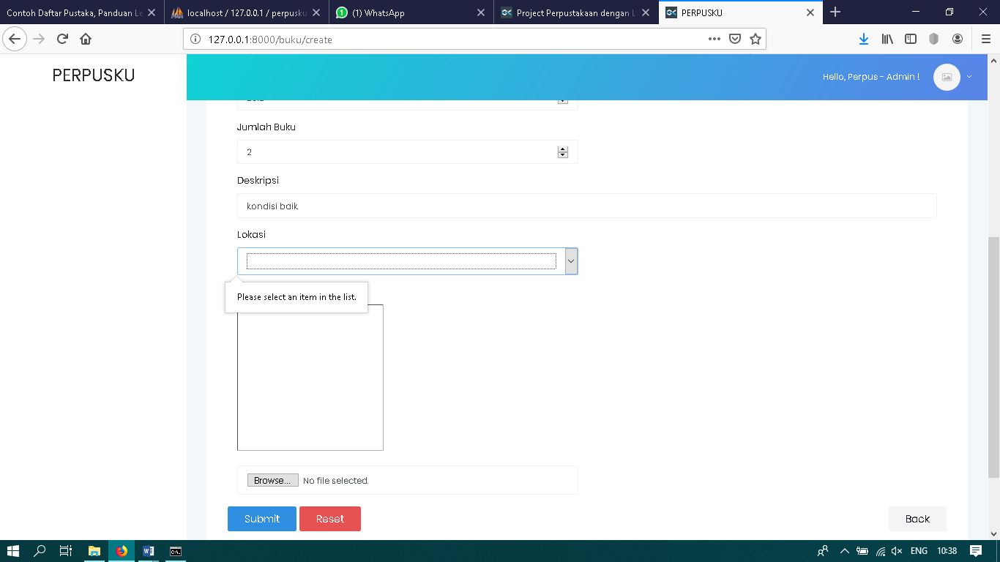 Contoh Daftar Pustaka, Panduan Le
localhost / 127.0.0.1 / perpusku
(1) WhatsApp
Project Perpustakaan dengan L
PERPUSKU
127.0.0.1:8000/buku/create
PERPUSKU
Hello, Perpus - Admin !
Jumlah Buku
2
Deskripsi
kondisi baik
Lokasi
Please select an item in the list.
Browse... No file selected.
Submit Reset Back
ENG 10:38